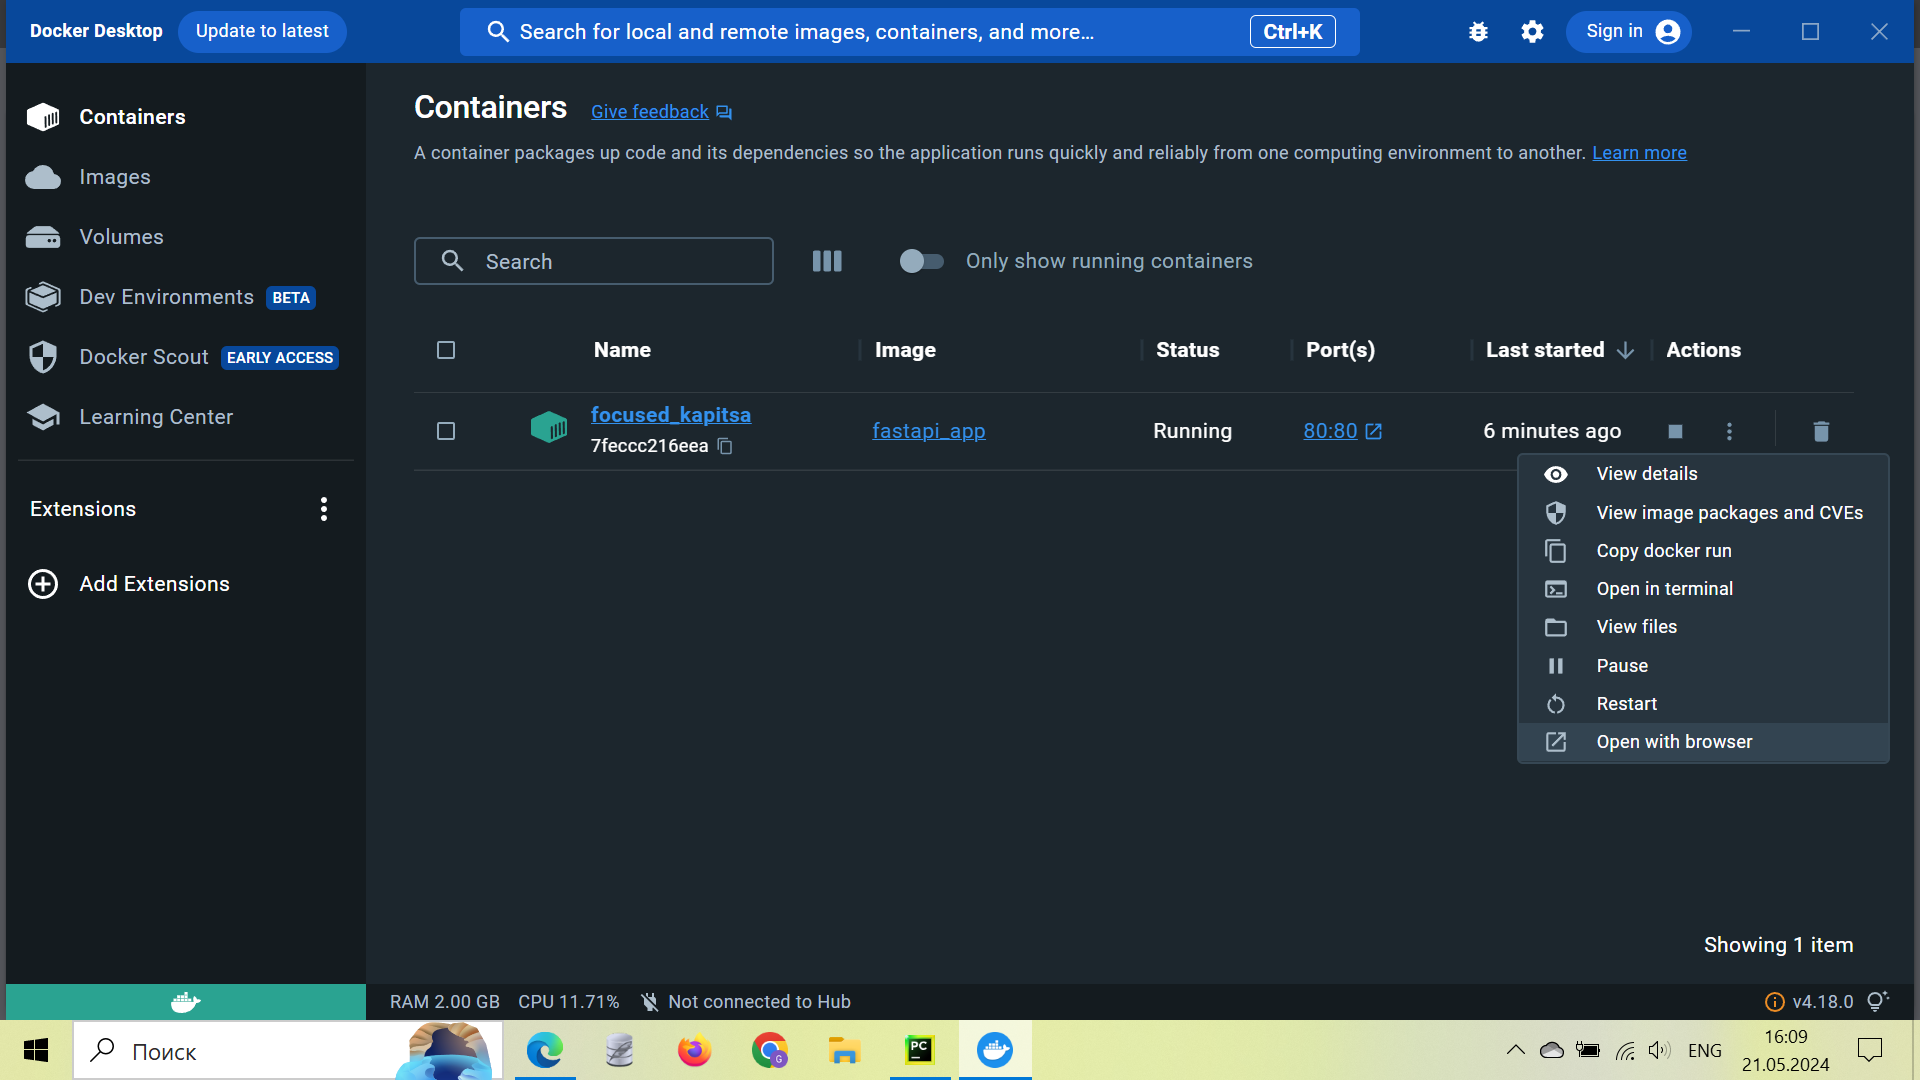 Docker Desktop
Update to latest
Search for local and remote images, containers, and more…
Ctrl+K
Sign in
Containers
Images
Volumes
Dev Environments BETA
Docker Scout EARLY ACCESS
Learning Center
Extensions
Add Extensions
Containers Give feedback
A container packages up code and its dependencies so the application runs quickly and reliably from one computing environment to another. Learn more
Search
Only show running containers
Name Image Status Port(s) Last started Actions
focused_kapitsa
7feccc216eea
fastapi_app
Running
80:80
6 minutes ago
View details
View image packages and CVEs
Copy docker run
Open in terminal
View files
Pause
Restart
Open with browser
Showing 1 item
RAM 2.00 GB CPU 11.71% Not connected to Hub
v4.18.0
Поиск
G
PC
ENG
16:09
21.05.2024